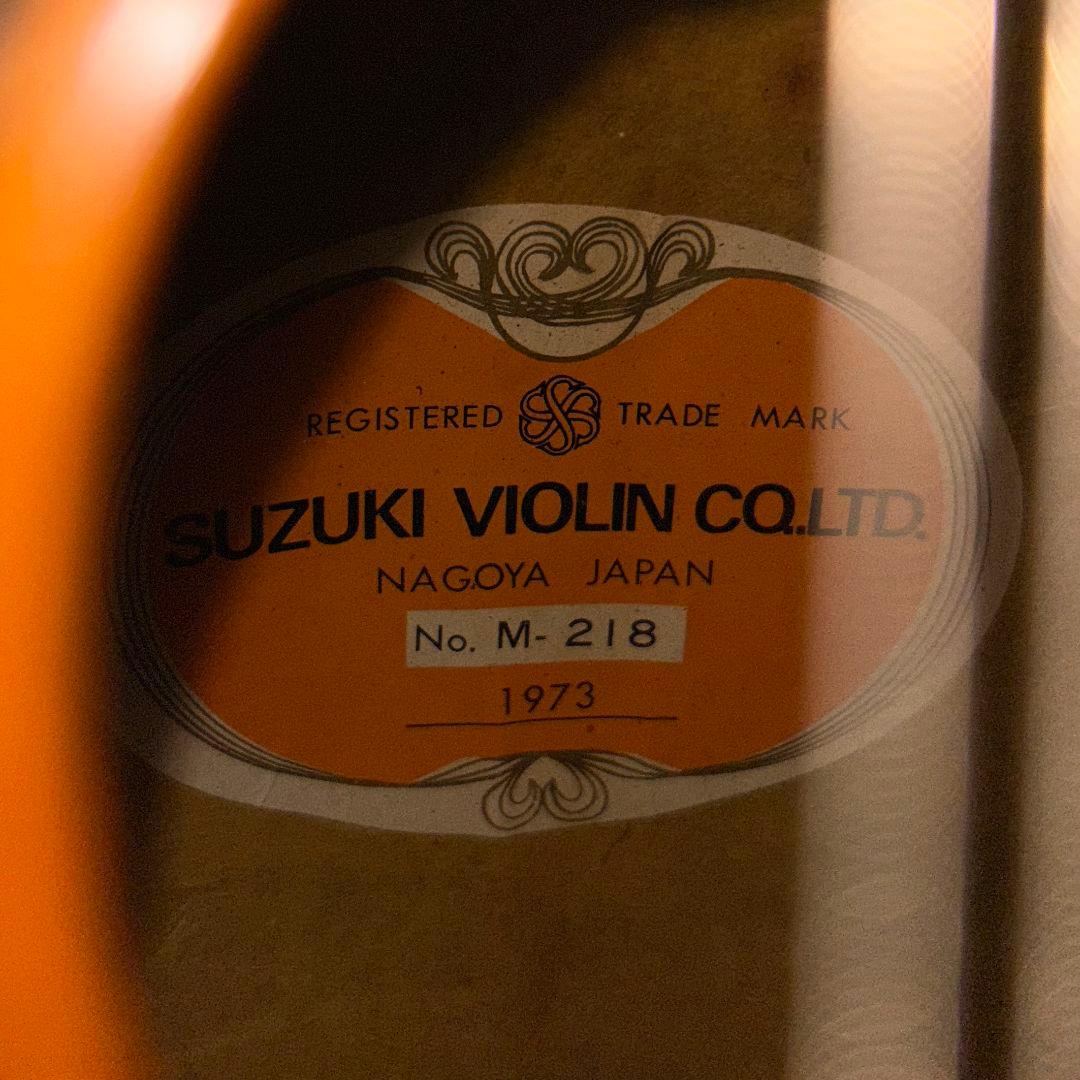 REGISTERED TRADE MARK
SUZUKI VIOLIN CO.LTD.
NAGOYA JAPAN
No. M- 218
1973